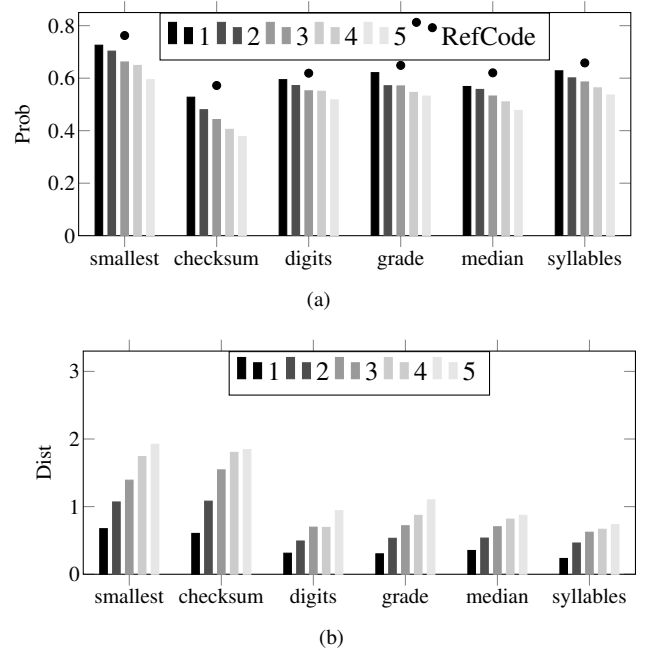 0.8
1 2 3 4 5 RefCode
0.6
Prob
0.4
0.2
0
smallest checksum digits grade median syllables
(a)
1 2 3 4 5
3
2
Dist
1
0
smallest checksum digits grade median syllables
(b)